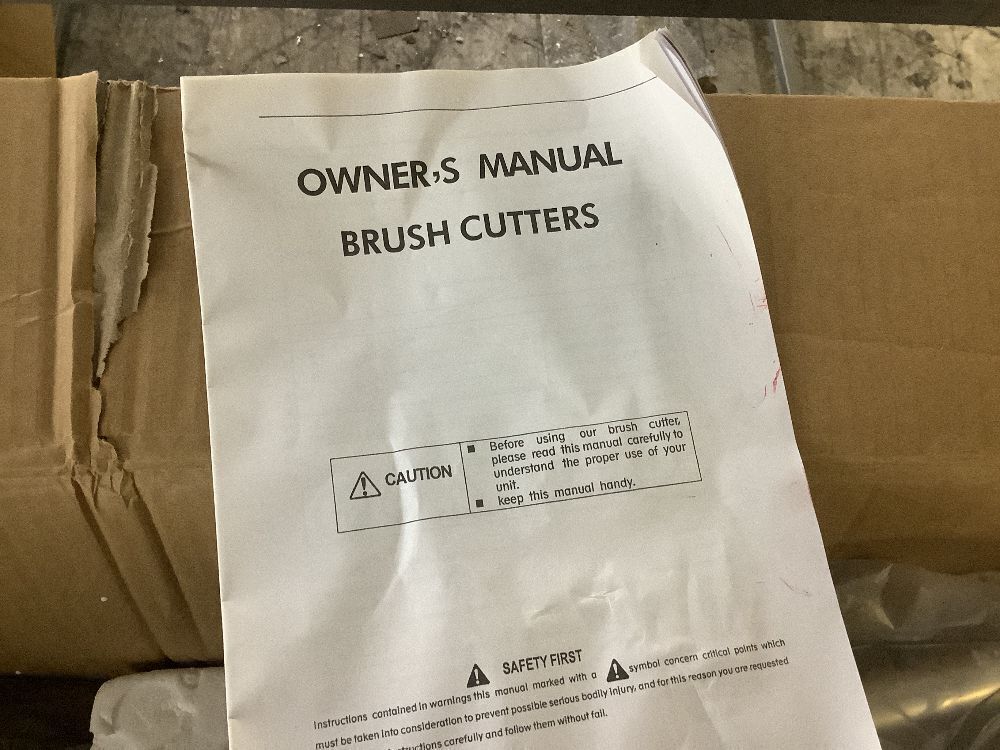 OWNER,S MANUAL
BRUSH CUTTERS
CAUTION
■ Before using our brush cutter, please read this manual carefully to understand the proper use of your unit.
■ keep this manual handy.
SAFETY FIRST
Instructions contained in warnings this manual marked with a symbol concern critical points which
must be taken into consideration to prevent possible serious bodily injury, and for this reason you are requested
carefully and follow them without fail.